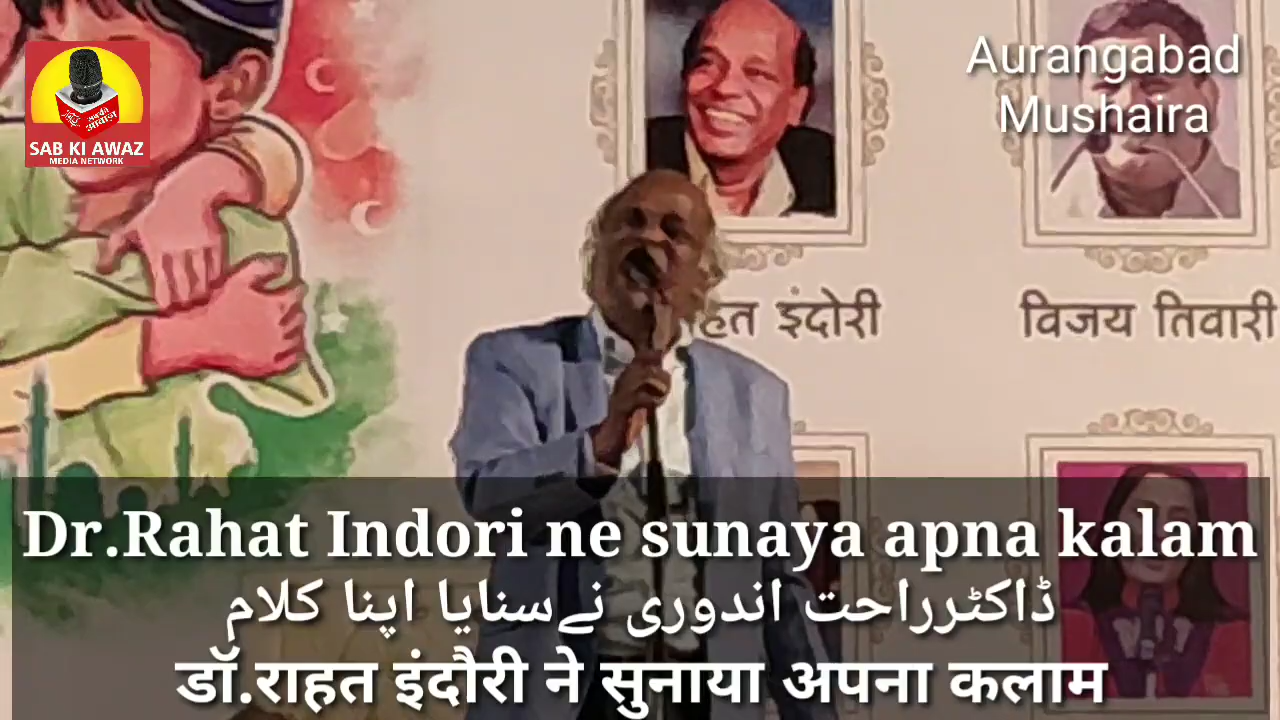 SAB KI AWAZ
MEDIA NETWORK
Aurangabad
Mushaira
हत इंदोरी
विजय तिवारी
Dr.Rahat Indori ne sunaya apna kalam
ڈاکٹرراحت اندوری نےسنایا اپنا کلام
डॉ.राहत इंदौरी ने सुनाया अपना कलाम